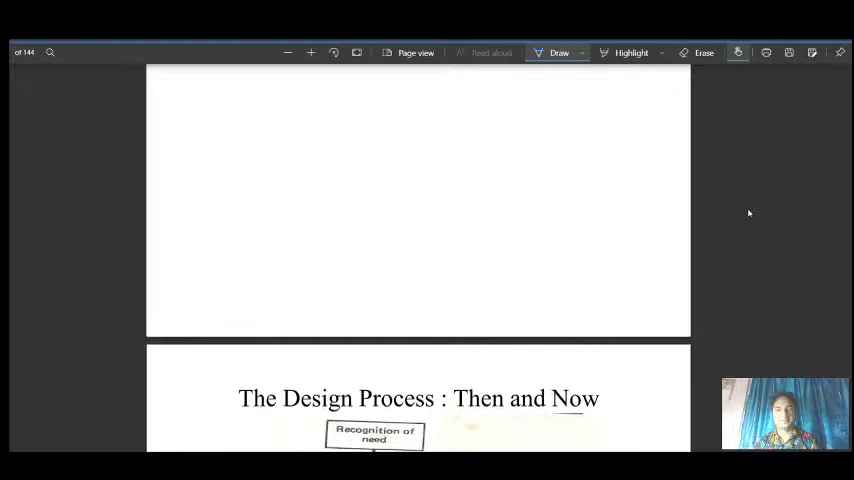 of 144
Page view
Read aloud
Draw
Highlight
Erase
The Design Process : Then and Now
Recognition of
need